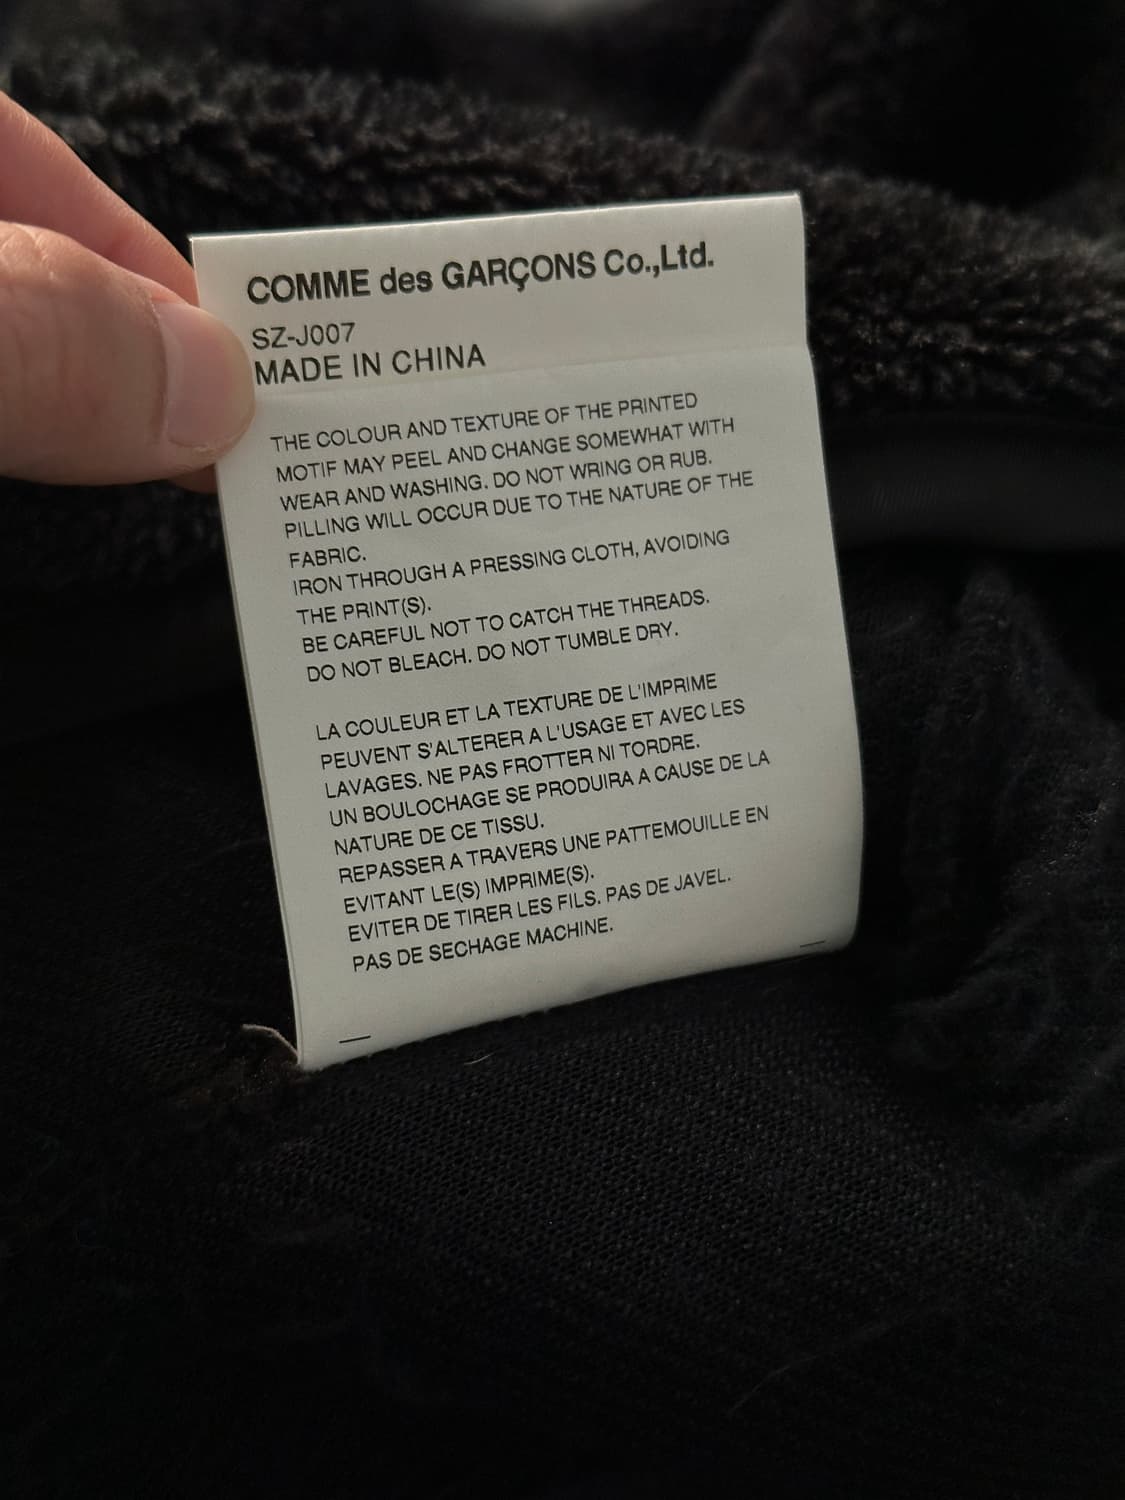 COMME des GARÇONS Co.,Ltd.
SZ-J007
MADE IN CHINA
THE COLOUR AND TEXTURE OF THE PRINTED
MOTIF MAY PEEL AND CHANGE SOMEWHAT WITH
WEAR AND WASHING. DO NOT WRING OR RUB.
PILLING WILL OCCUR DUE TO THE NATURE OF THE
FABRIC.
IRON THROUGH A PRESSING CLOTH, AVOIDING
THE PRINT(S).
BE CAREFUL NOT TO CATCH THE THREADS.
DO NOT BLEACH. DO NOT TUMBLE DRY.
LA COULEUR ET LA TEXTURE DE L'IMPRIME
PEUVENT S'ALTERER A L'USAGE ET AVEC LES
LAVAGES. NE PAS FROTTER NI TORDRE.
UN BOULOCHAGE SE PRODUIRA A CAUSE DE LA
NATURE DE CE TISSU.
REPASSER A TRAVERS UNE PATTEMOUILLE EN
EVITANT LE(S) IMPRIME(S).
EVITER DE TIRER LES FILS. PAS DE JAVEL.
PAS DE SECHAGE MACHINE.